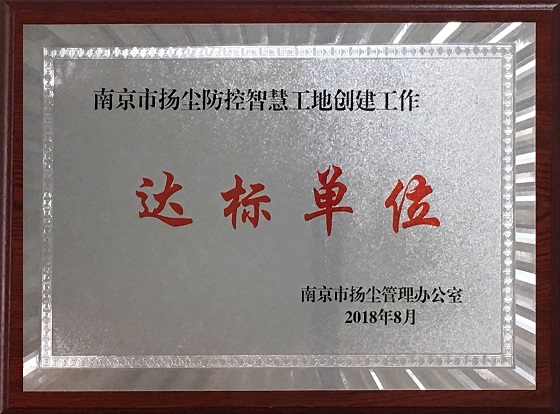 南京市扬尘防控智慧工地创建工作
达标单位
南京市扬尘管理办公室
2018年8月